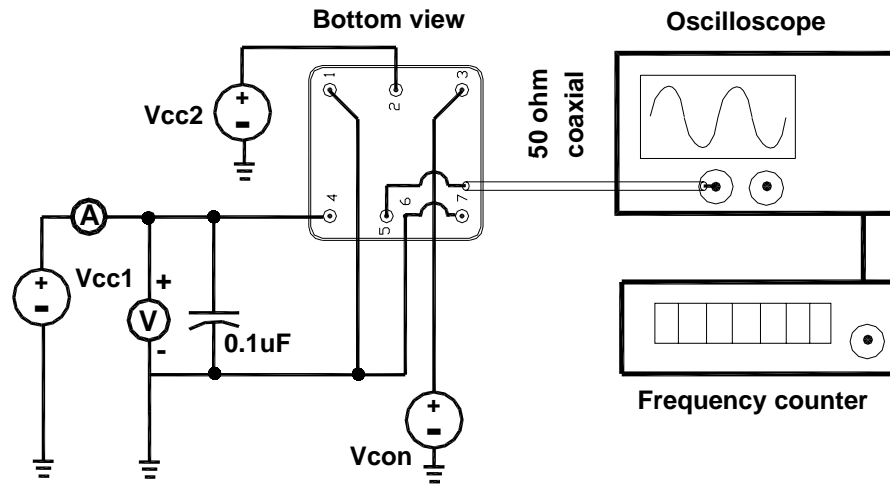 Bottom view
Oscilloscope
1
2
3
Vcc2
+
-
50 ohm
coaxial
4
5
6
7
A
Vcc1
+
-
+
V
-
0.1uF
+
-
Vcon
Frequency counter